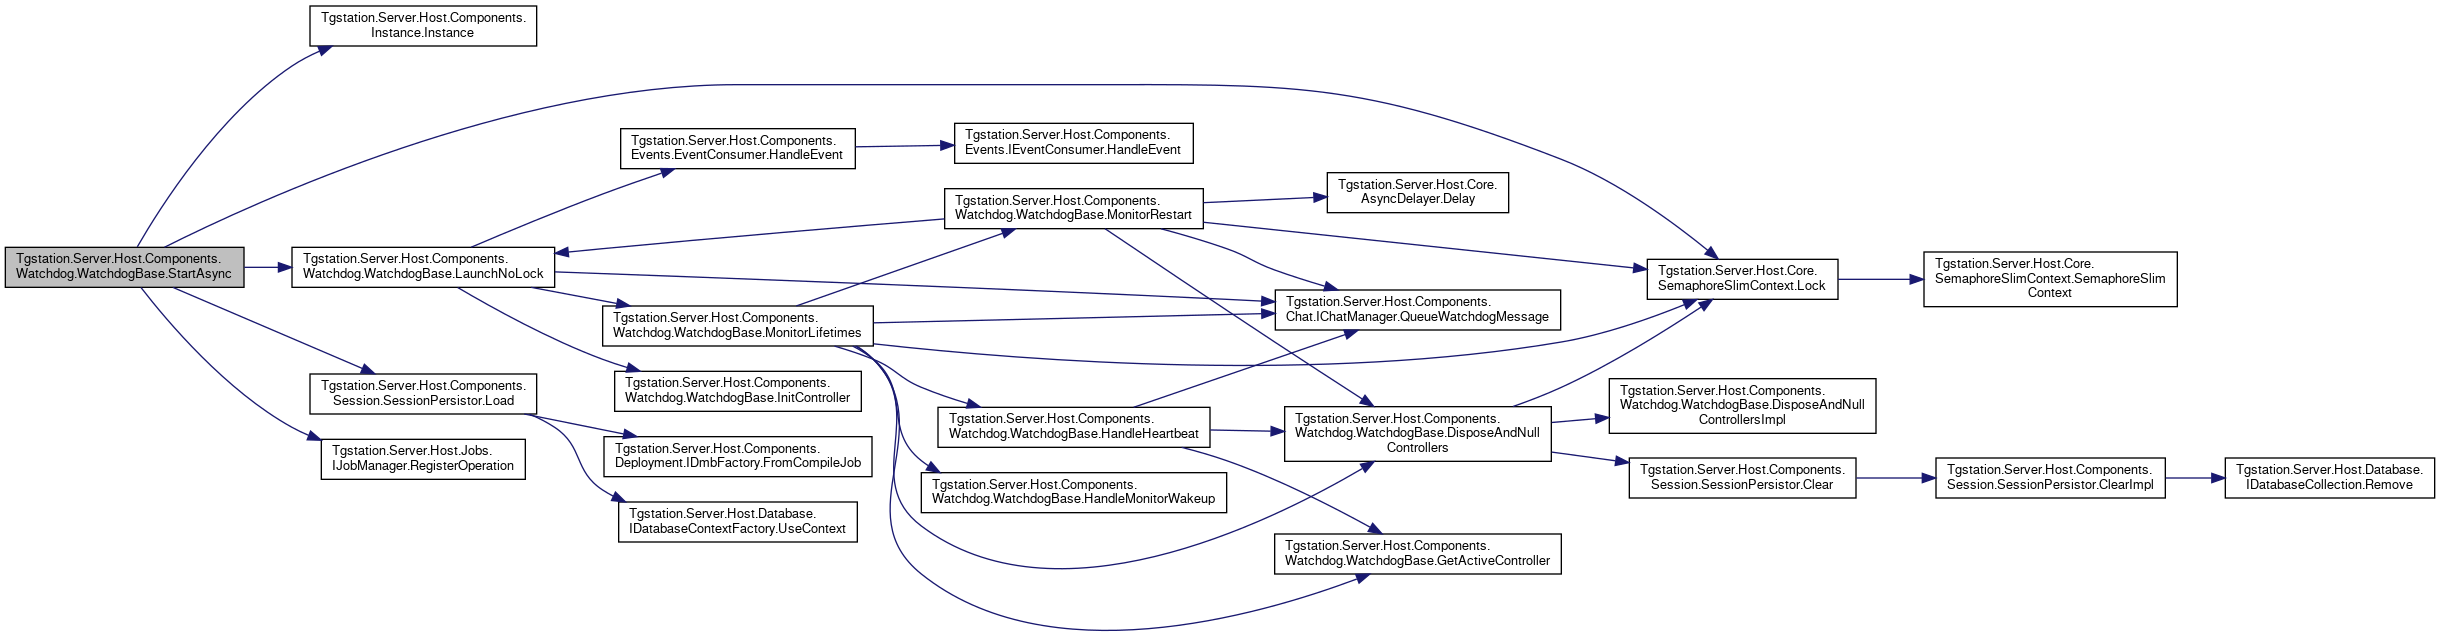 Tgstation.Server.Host.Components.
Instance.Instance
Tgstation.Server.Host.Components.
Events.EventConsumer.HandleEvent
Tgstation.Server.Host.Components.
Events.IEventConsumer.HandleEvent
Tgstation.Server.Host.Core.
AsyncDelayer.Delay
Tgstation.Server.Host.Components.
Watchdog.WatchdogBase.MonitorRestart
Tgstation.Server.Host.Components.
Watchdog.WatchdogBase.StartAsync
Tgstation.Server.Host.Components.
Watchdog.WatchdogBase.LaunchNoLock
Tgstation.Server.Host.Core.
SemaphoreSlimContext.Lock
Tgstation.Server.Host.Core.
SemaphoreSlimContext.SemaphoreSlim
Context
Tgstation.Server.Host.Components.
Chat.IChatManager.QueueWatchdogMessage
Tgstation.Server.Host.Components.
Watchdog.WatchdogBase.MonitorLifetimes
Tgstation.Server.Host.Components.
Session.SessionPersistor.Load
Tgstation.Server.Host.Components.
Watchdog.WatchdogBase.InitController
Tgstation.Server.Host.Components.
Watchdog.WatchdogBase.DisposeAndNull
ControllersImpl
Tgstation.Server.Host.Components.
Watchdog.WatchdogBase.HandleHeartbeat
Tgstation.Server.Host.Components.
Watchdog.WatchdogBase.DisposeAndNull
Controllers
Tgstation.Server.Host.Jobs.
IJobManager.RegisterOperation
Tgstation.Server.Host.Components.
Deployment.IDmbFactory.FromCompileJob
Tgstation.Server.Host.Components.
Watchdog.WatchdogBase.HandleMonitorWakeup
Tgstation.Server.Host.Components.
Session.SessionPersistor.Clear
Tgstation.Server.Host.Components.
Session.SessionPersistor.ClearImpl
Tgstation.Server.Host.Database.
IDatabaseCollection.Remove
Tgstation.Server.Host.Database.
IDatabaseContextFactory.UseContext
Tgstation.Server.Host.Components.
Watchdog.WatchdogBase.GetActiveController